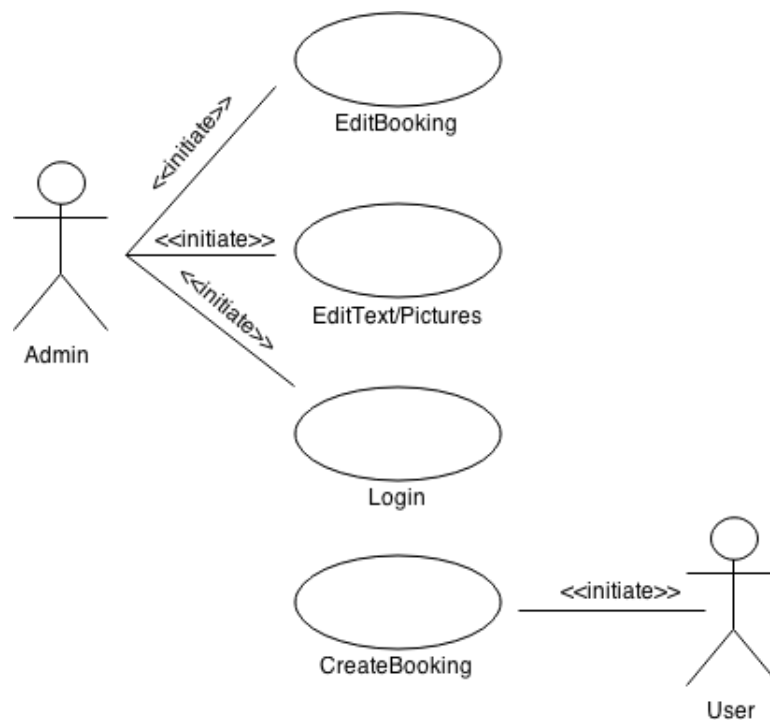 EditBooking
<<initiate>>
<<initiate>>
EditText/Pictures
<<initiate>>
Admin
Login
<<initiate>>
CreateBooking
User